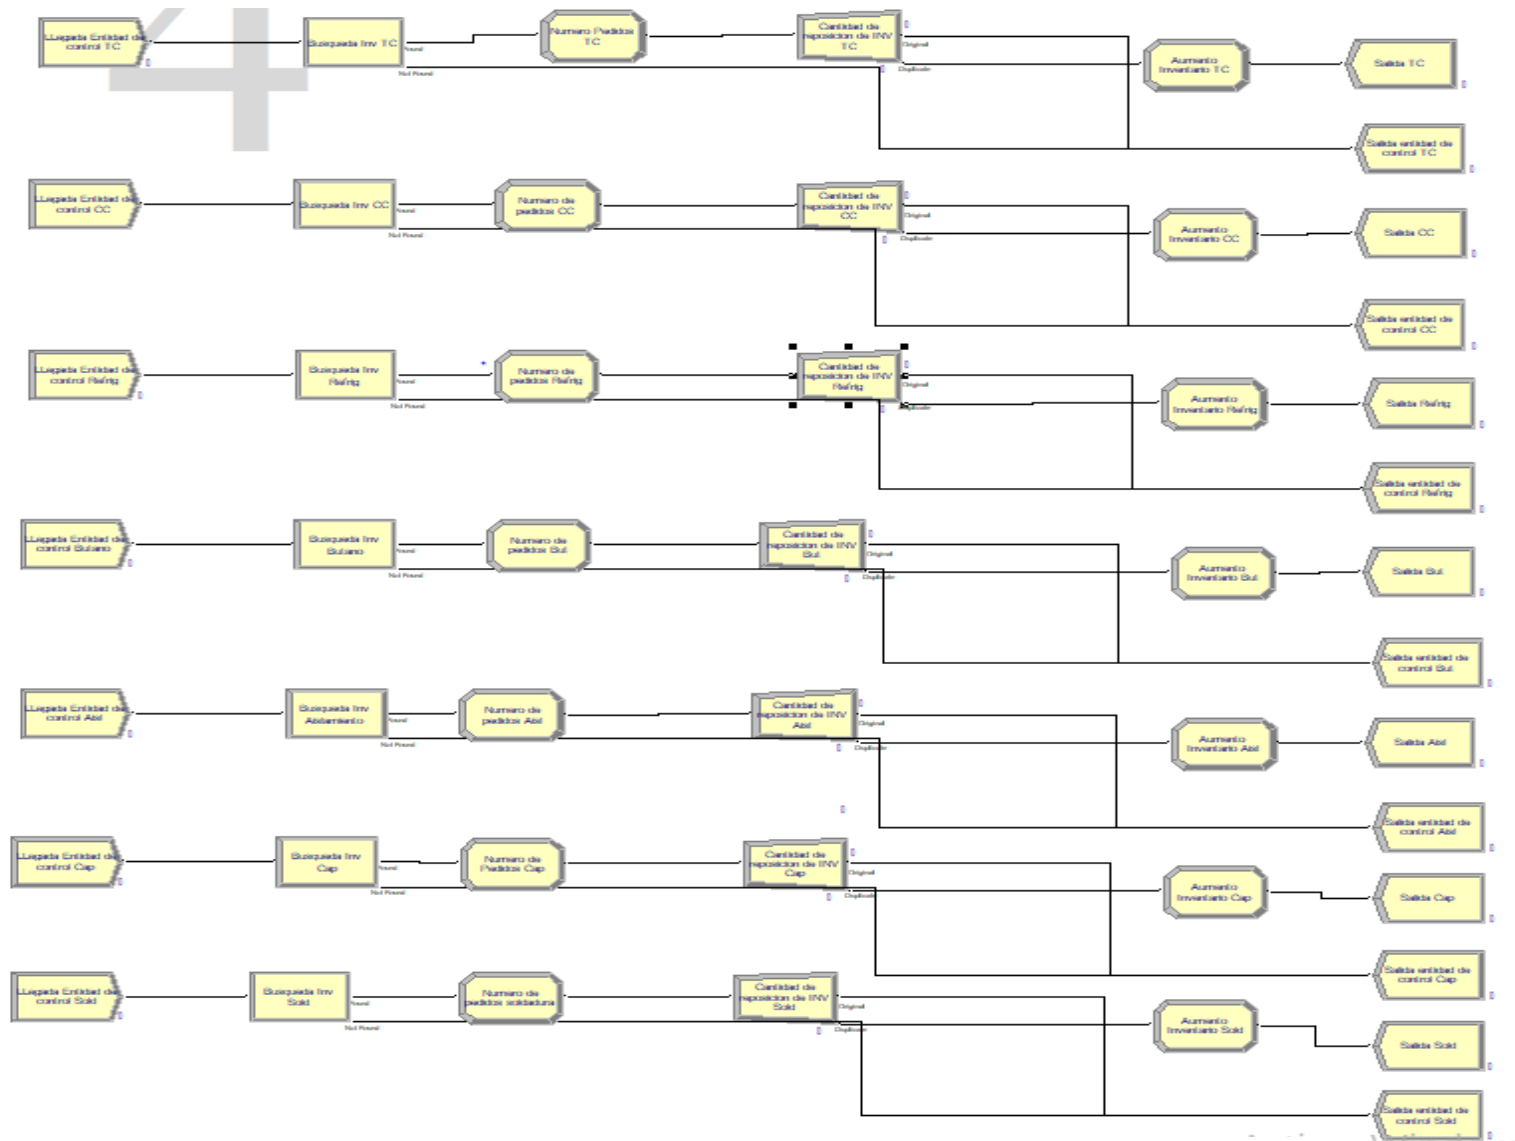 4
LLegada Entidad de
control TC
Busqueda Inv TC
Found
Not Found
Numero Pedidos
TC
Cantidad de
reposicion de INV
TC
Original
Duplicate
Aumento
Inventario TC
Salida TC
Salida entidad de
control TC
LLegada Entidad de
control CC
Busqueda Inv CC
Found
Not Found
Numero de
pedidos CC
Cantidad de
reposicion de INV
CC
Original
Duplicate
Aumento
Inventario CC
Salida CC
Salida entidad de
control CC
LLegada Entidad de
control Refrig
Busqueda Inv
Refrig
Found
Not Found
Numero de
pedidos Refrig
Cantidad de
reposicion de INV
Refrig
Original
Duplicate
Aumento
Inventario Refrig
Salida Refrig
Salida entidad de
control Refrig
LLegada Entidad de
control Butano
Busqueda Inv
Butano
Found
Not Found
Numero de
pedidos But
Cantidad de
reposicion de INV
But
Original
Duplicate
Aumento
Inventario But
Salida But
Salida entidad de
control But
LLegada Entidad de
control Aisl
Busqueda Inv
Aislamiento
Found
Not Found
Numero de
pedidos Aisl
Cantidad de
reposicion de INV
Aisl
Original
Duplicate
Aumento
Inventario Aisl
Salida Aisl
Salida entidad de
control Aisl
LLegada Entidad de
control Cap
Busqueda Inv
Cap
Found
Not Found
Numero de
Pedidos Cap
Cantidad de
reposicion de INV
Cap
Original
Duplicate
Aumento
Inventario Cap
Salida Cap
Salida entidad de
control Cap
LLegada Entidad de
control Sold
Busqueda Inv
Sold
Found
Not Found
Numero de
pedidos soldadura
Cantidad de
reposicion de INV
Sold
Original
Duplicate
Aumento
Inventario Sold
Salida Sold
Salida entidad de
control Sold